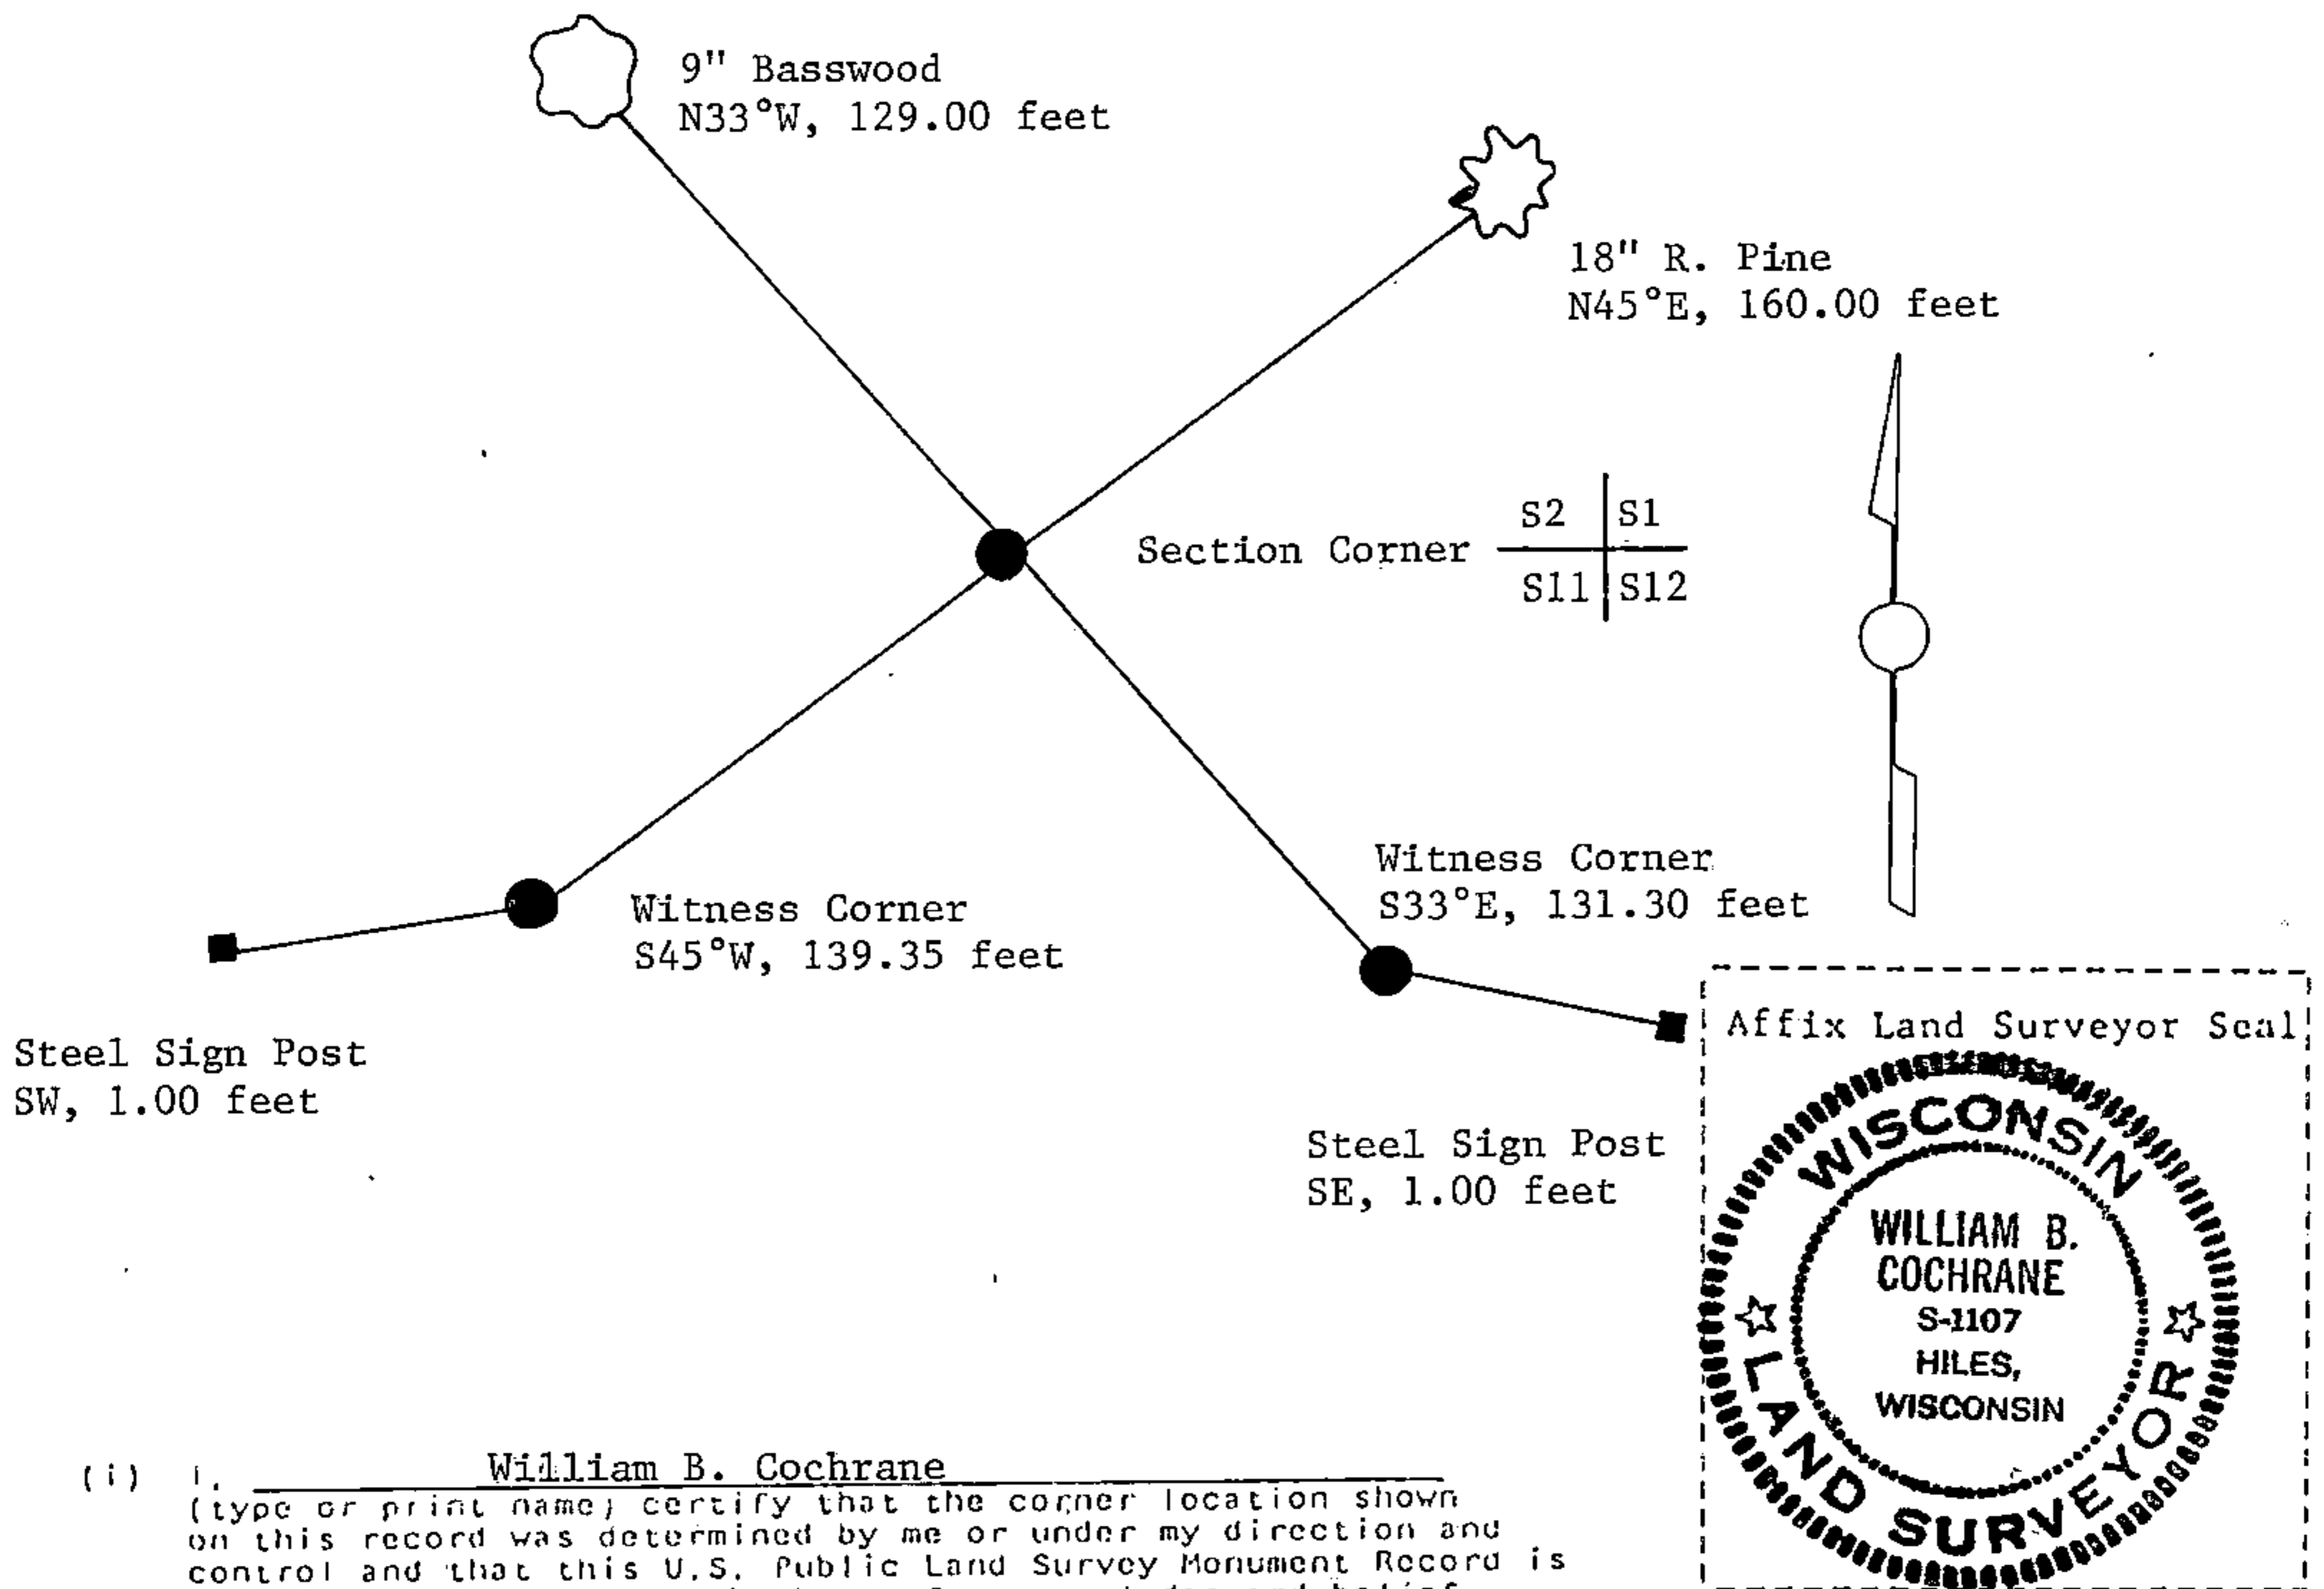 9" Basswood
N33°W, 129.00 feet
18" R. Pine
N45°E, 160.00 feet
Section Corner
S2 S1
S11 S12
Witness Corner
S33°E, 131.30 feet
Witness Corner
S45°W, 139.35 feet
Steel Sign Post
SW, 1.00 feet
Steel Sign Post
SE, 1.00 feet
Affix Land Surveyor Seal
WISCONSIN
WILLIAM B.
COCHRANE
S-1107
HILES,
WISCONSIN
LAND SURVEYOR
(i) I, William B. Cochrane
(type or print name) certify that the corner location shown
on this record was determined by me or under my direction and
control and that this U.S. Public Land Survey Monument Record is
and belief